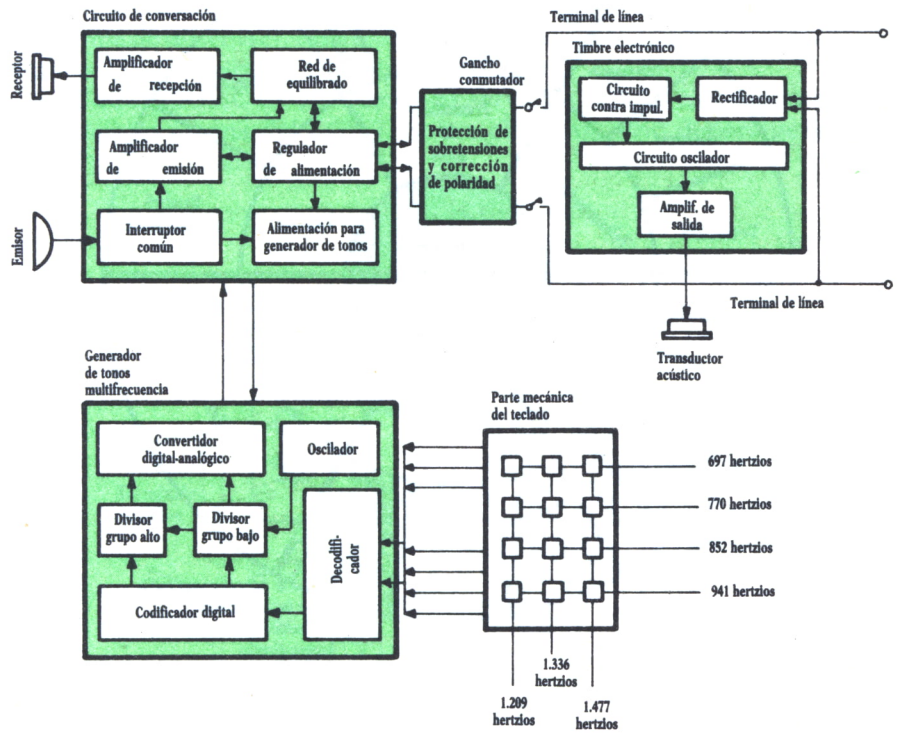 Circuito de conversación
Receptor
Amplificador
de recepción
Red de
equilibrado
Amplificador
de emisión
Regulador
de alimentación
Emisor
Interruptor
común
Alimentación para
generador de tonos
Gancho
conmutador
Protección de
sobretensiones
y corrección
de polaridad
Terminal de línea
Timbre electrónico
Circuito
contra impul.
Rectificador
Circuito oscilador
Amplif. de
salida
Terminal de línea
Transductor
acústico
Generador
de tonos
multifrecuencia
Convertidor
digital-analógico
Oscilador
Divisor
grupo alto
Divisor
grupo bajo
Decodifi-
cador
Codificador digital
Parte mecánica
del teclado
697 hertzios
770 hertzios
852 hertzios
941 hertzios
1.209
hertzios
1.336
hertzios
1.477
hertzios